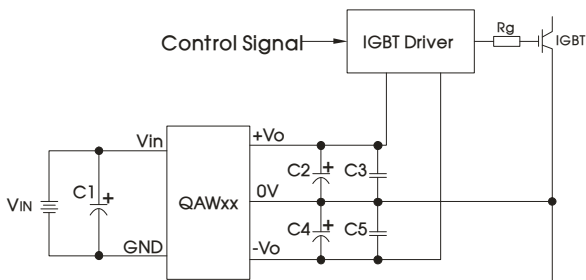 Control Signal
IGBT Driver
Rg
IGBT
Vin
+Vo
C1
+
C2
+
C3
VIN
QAWxx
0V
C4
+
C5
GND
-Vo